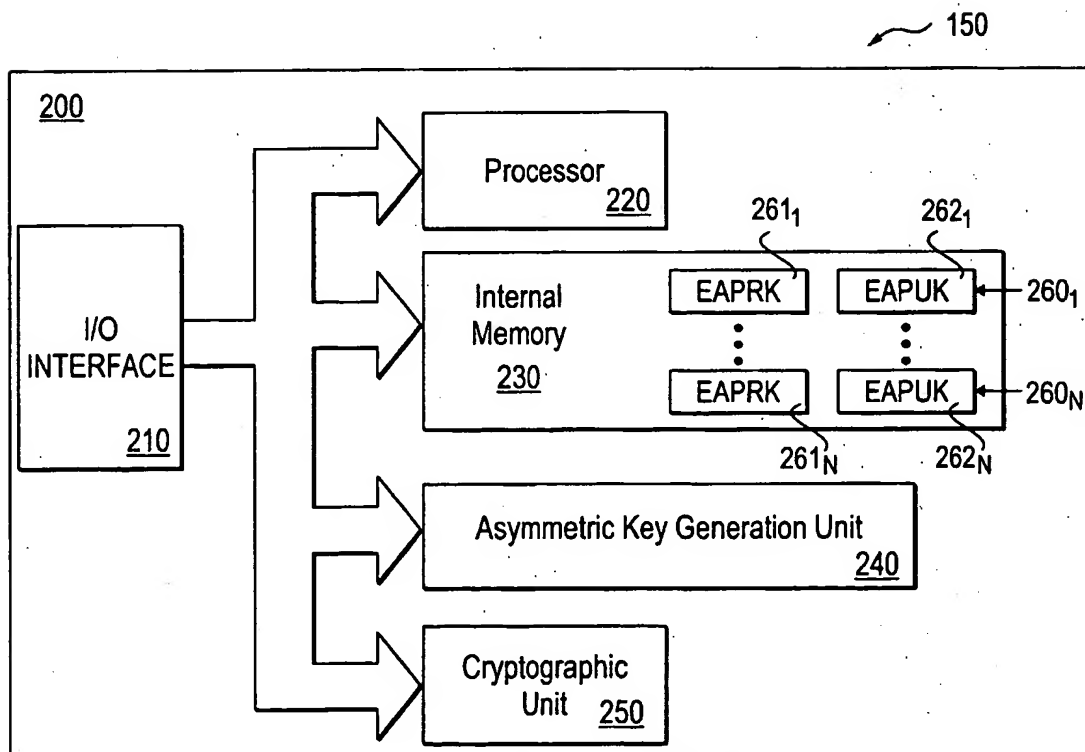 150
200
Processor
220
I/O
INTERFACE
210
Internal
Memory
230
261₁
262₁
EAPRK
EAPUK
260₁
EAPRK
EAPUK
260N
261N
262N
Asymmetric Key Generation Unit
240
Cryptographic
Unit
250